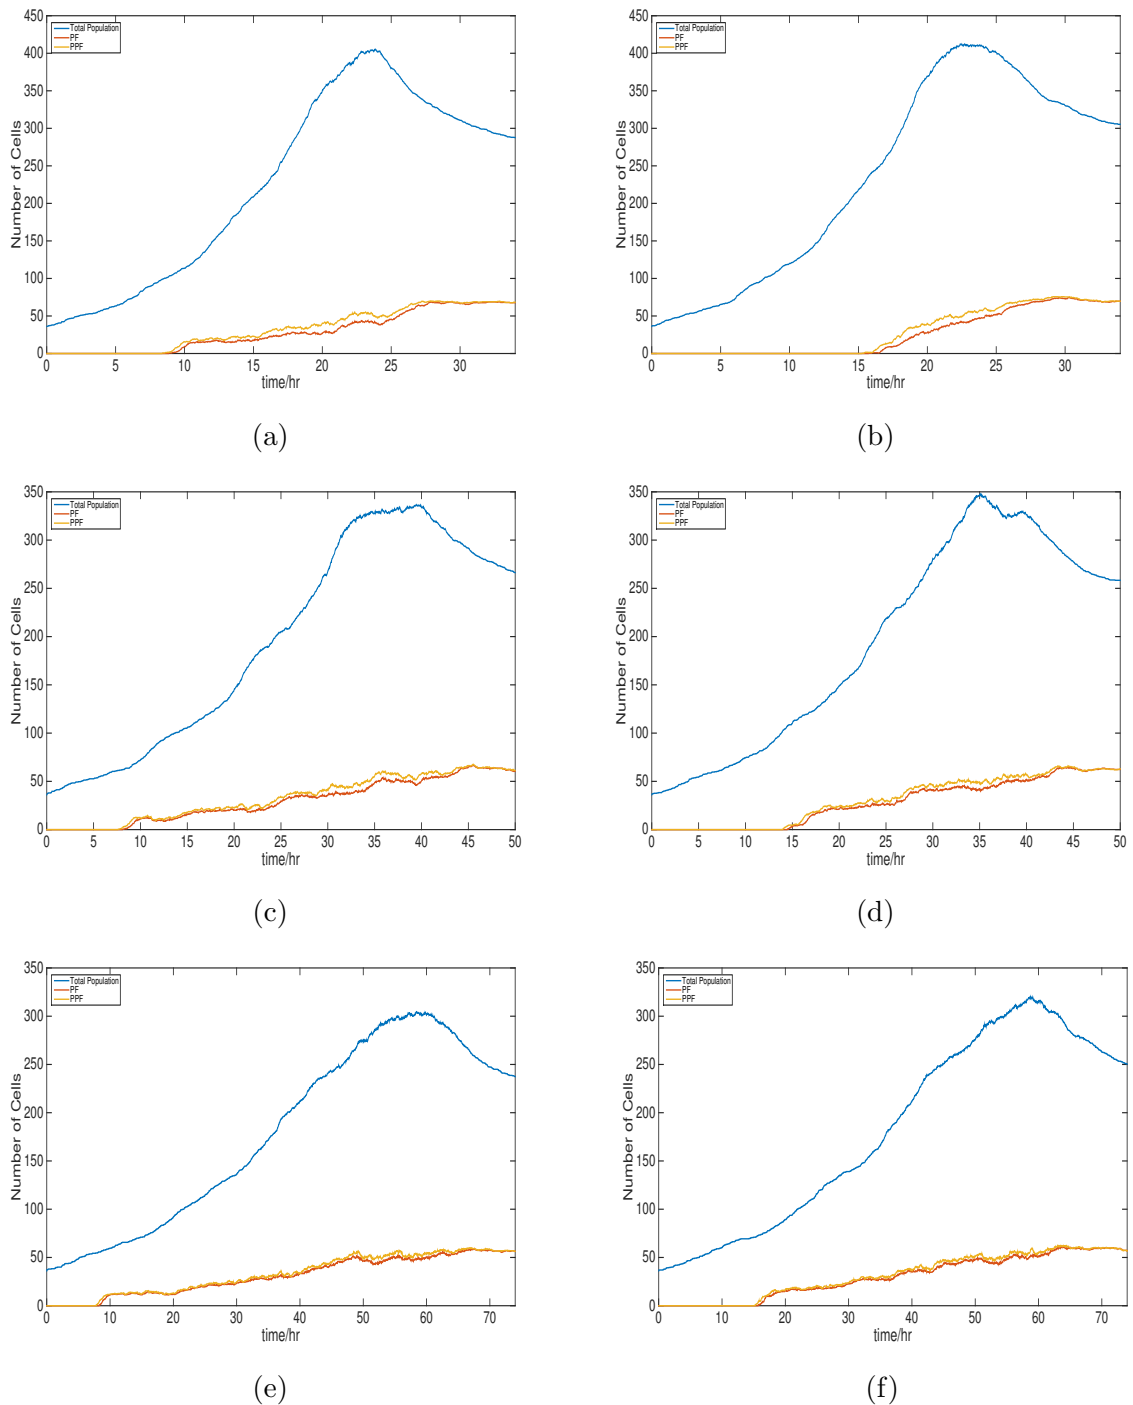 Total Population
PF
PPF
450
400
350
300
250
200
150
100
50
0
Number of Cells
0 5 10 15 20 25 30
time/hr
(a)
Total Population
PF
PPF
450
400
350
300
250
200
150
100
50
0
Number of Cells
0 5 10 15 20 25 30
time/hr
(b)
Total Population
PF
PPF
350
300
250
200
150
100
50
0
Number of Cells
0 5 10 15 20 25 30 35 40 45 50
time/hr
(c)
Total Population
PF
PPF
350
300
250
200
150
100
50
0
Number of Cells
0 5 10 15 20 25 30 35 40 45 50
time/hr
(d)
Total Population
PF
PPF
350
300
250
200
150
100
50
0
Number of Cells
0 10 20 30 40 50 60 70
time/hr
(e)
Total Population
PF
PPF
350
300
250
200
150
100
50
0
Number of Cells
0 10 20 30 40 50 60 70
time/hr
(f)